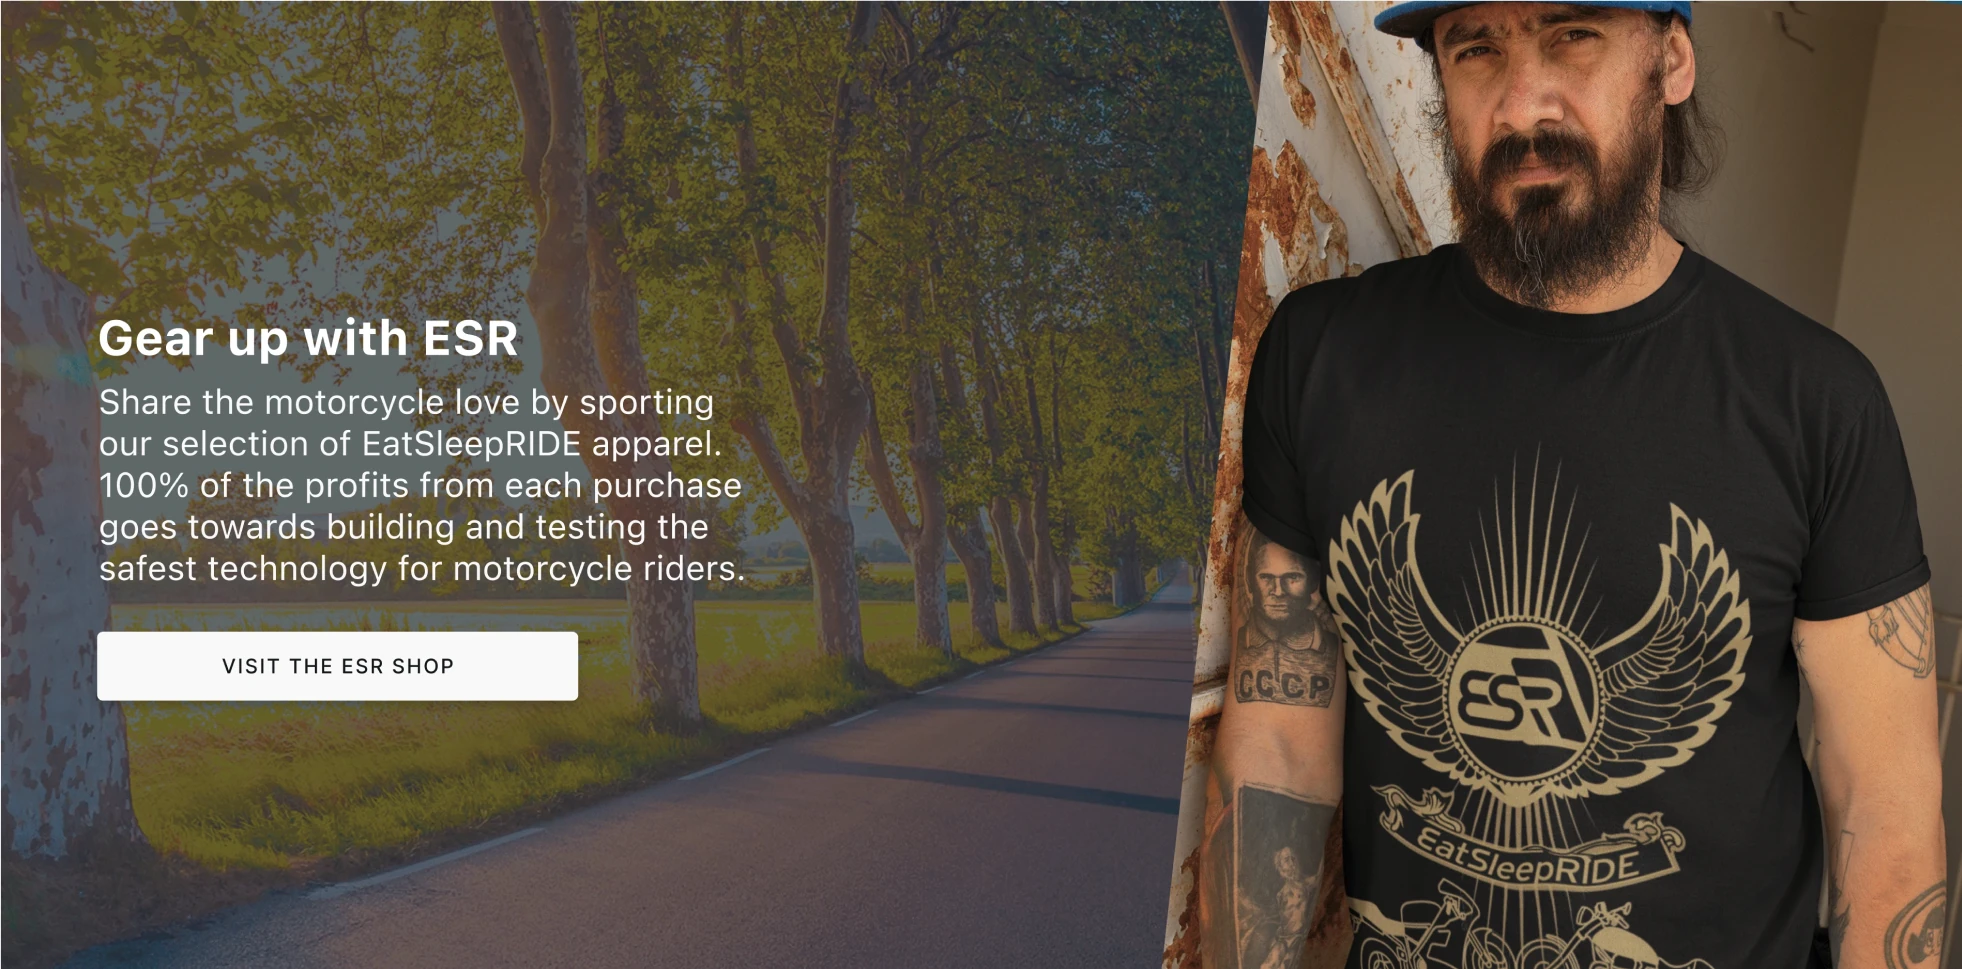 Gear up with ESR
Share the motorcycle love by sporting
our selection of EatSleepRIDE apparel.
100% of the profits from each purchase
goes towards building and testing the
safest technology for motorcycle riders.
VISIT THE ESR SHOP
CCCP
ESR
EatSleepRIDE